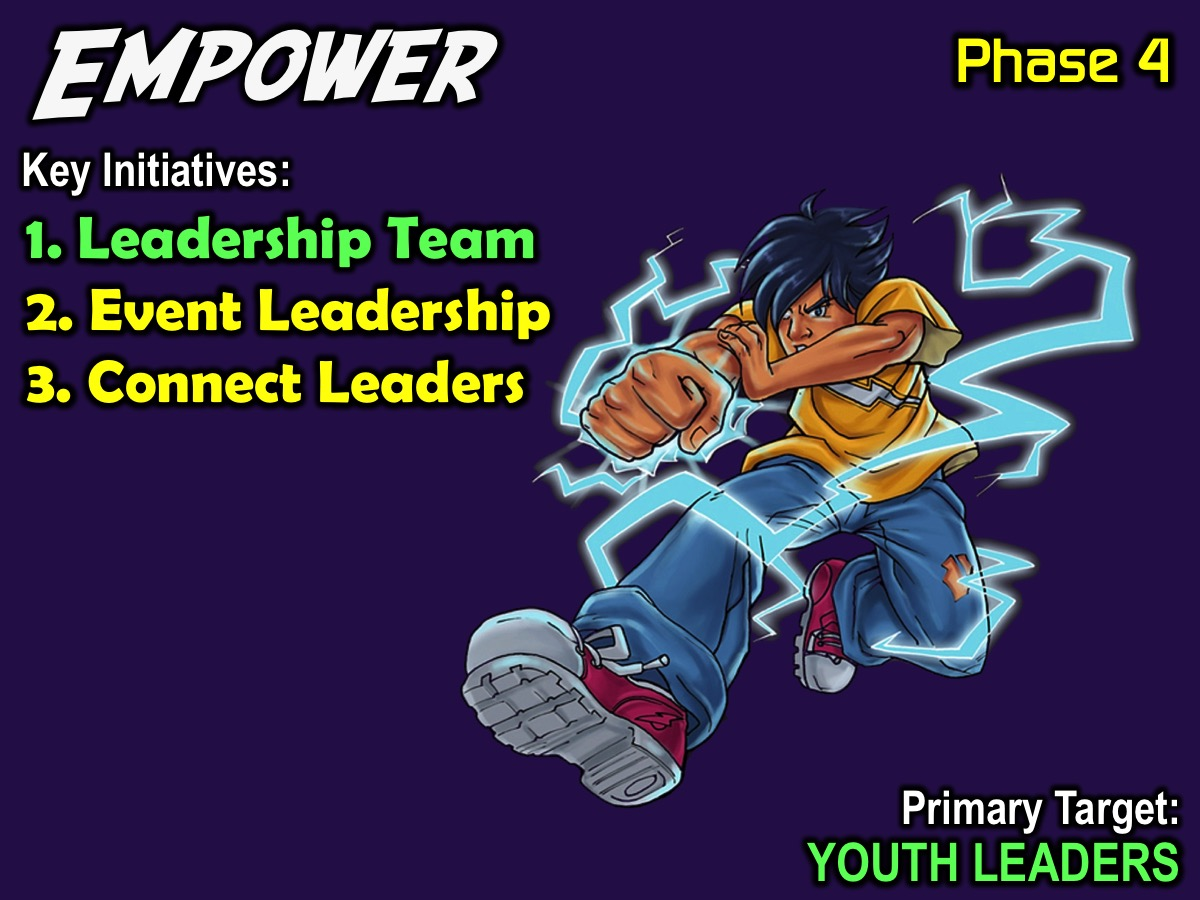 EMPOWER
Phase 4
Key Initiatives:
1. Leadership Team
2. Event Leadership
3. Connect Leaders
Primary Target:
YOUTH LEADERS